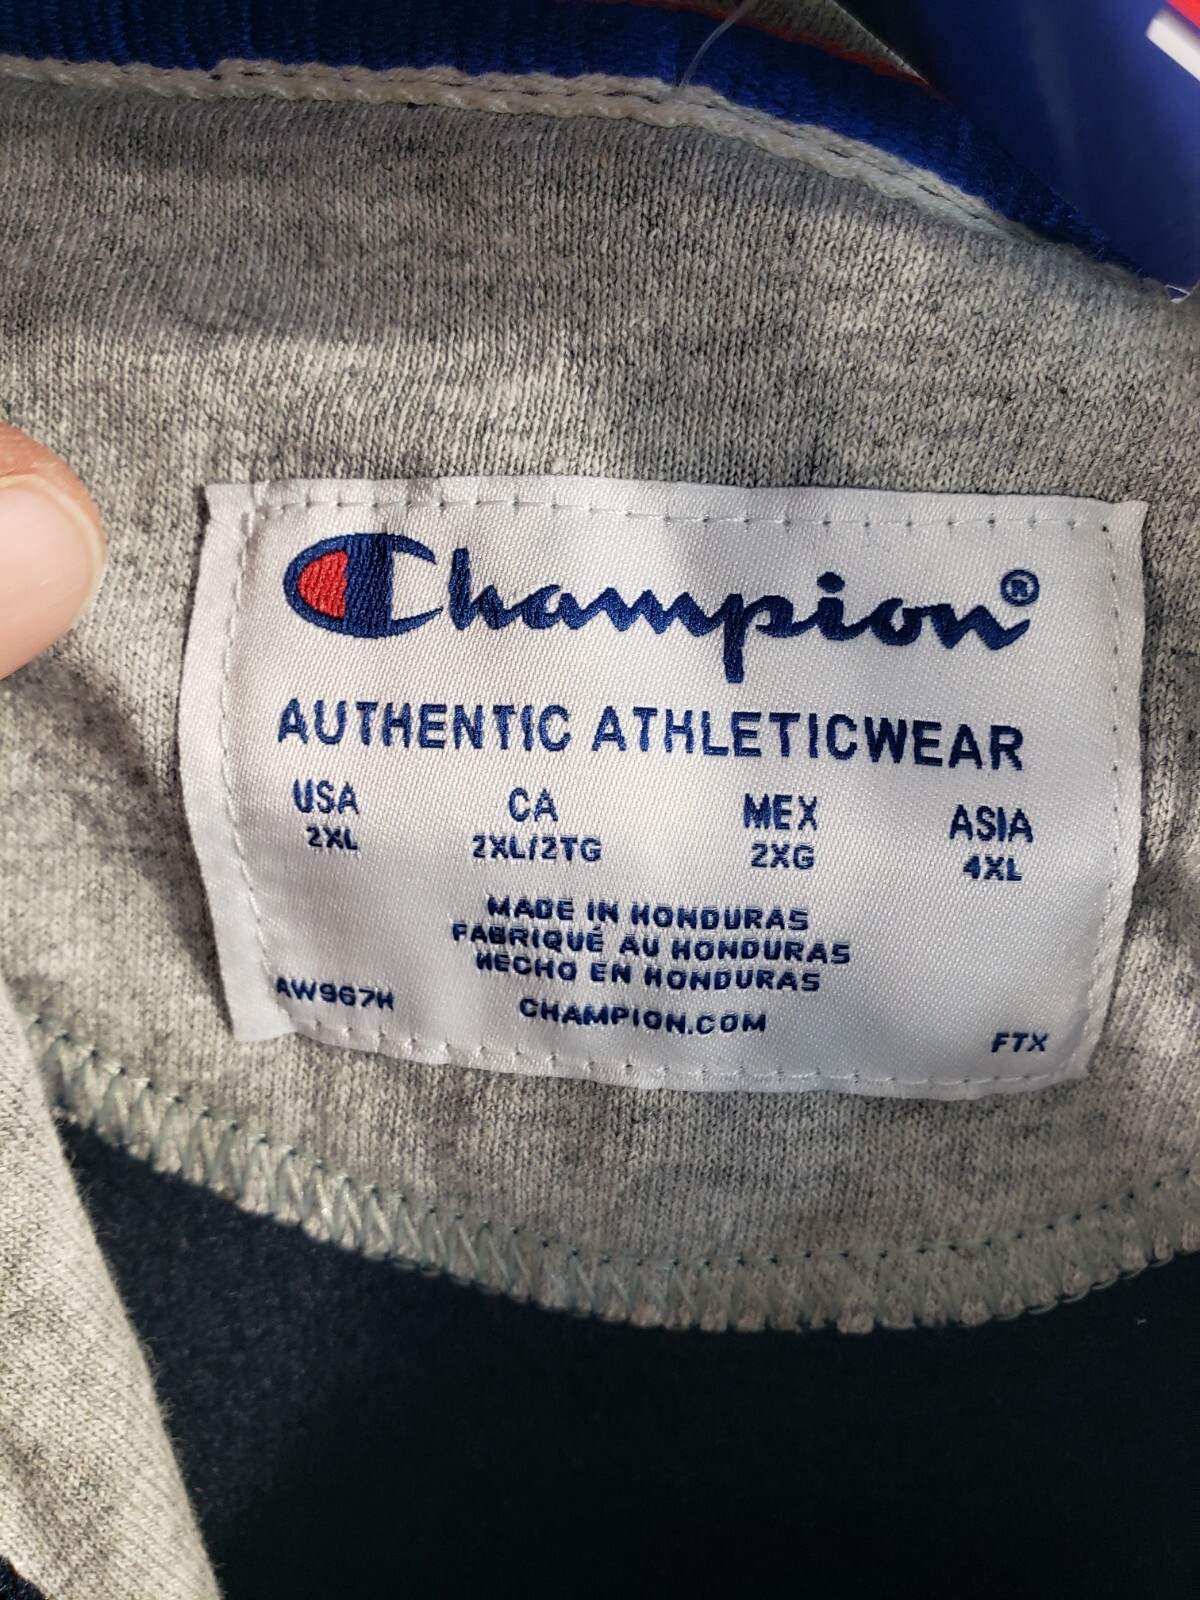 Champion®
AUTHENTIC ATHLETICWEAR
USA CA MEX ASIA
2XL 2XL/2TG 2XG 4XL
MADE IN HONDURAS
FABRIQUÉ AU HONDURAS
HECHO EN HONDURAS
AW967H CHAMPION.COM FTX